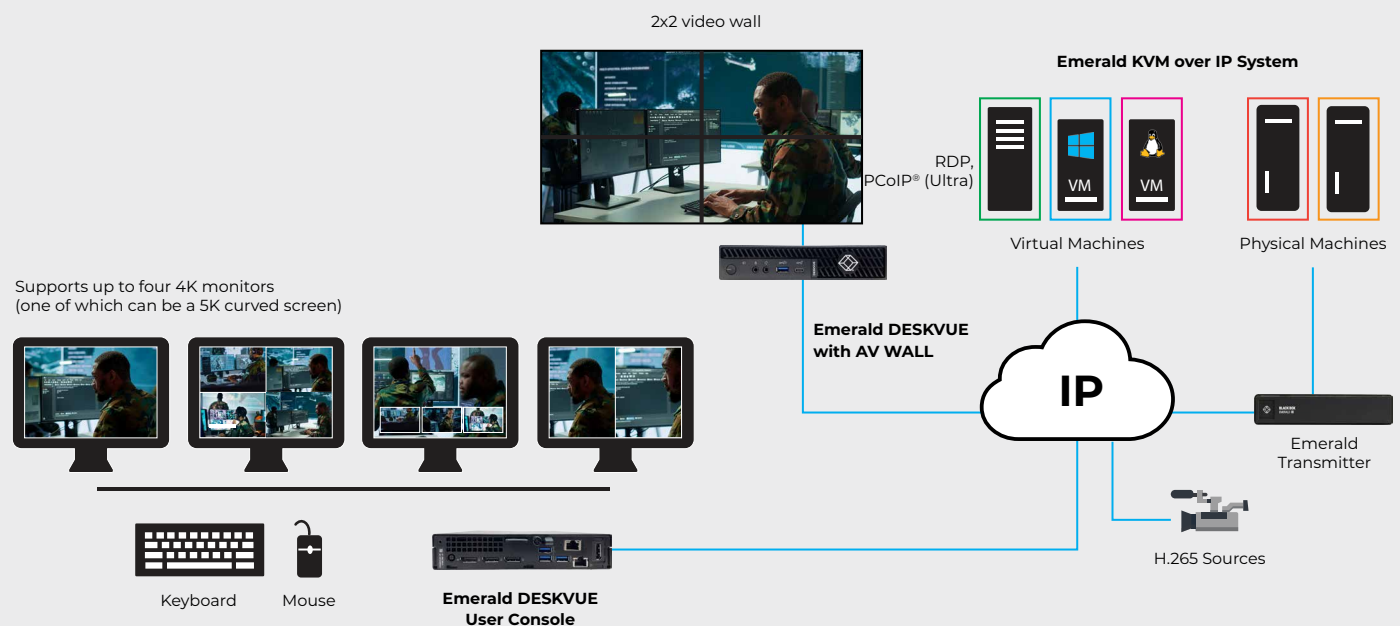 2x2 video wall
Emerald KVM over IP System
RDP,
PCoIP® (Ultra)
VM
VM
Virtual Machines
Physical Machines
Supports up to four 4K monitors
(one of which can be a 5K curved screen)
Emerald DESKVUE
with AV WALL
IP
BLACK BOX
Emerald
Transmitter
H.265 Sources
Keyboard
Mouse
Emerald DESKVUE
User Console